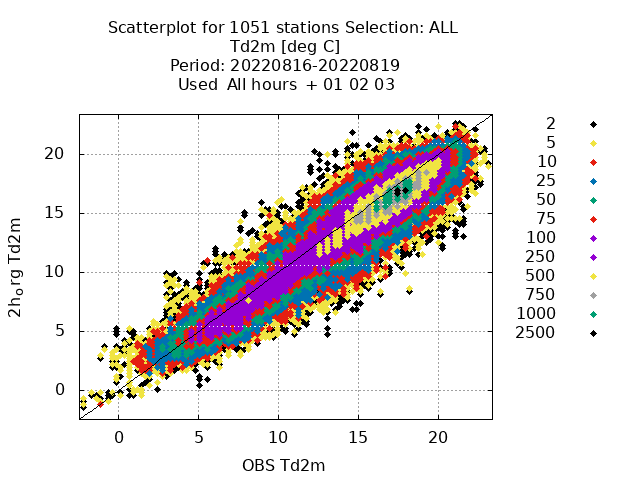 Scatterplot for 1051 stations Selection: ALL
Td2m [deg C]
Period: 20220816-20220819
Used All hours + 01 02 03
2
5
10
25
50
75
100
250
500
750
1000
2500
20
15
10
5
0
2horg Td2m
0 5 10 15 20
OBS Td2m